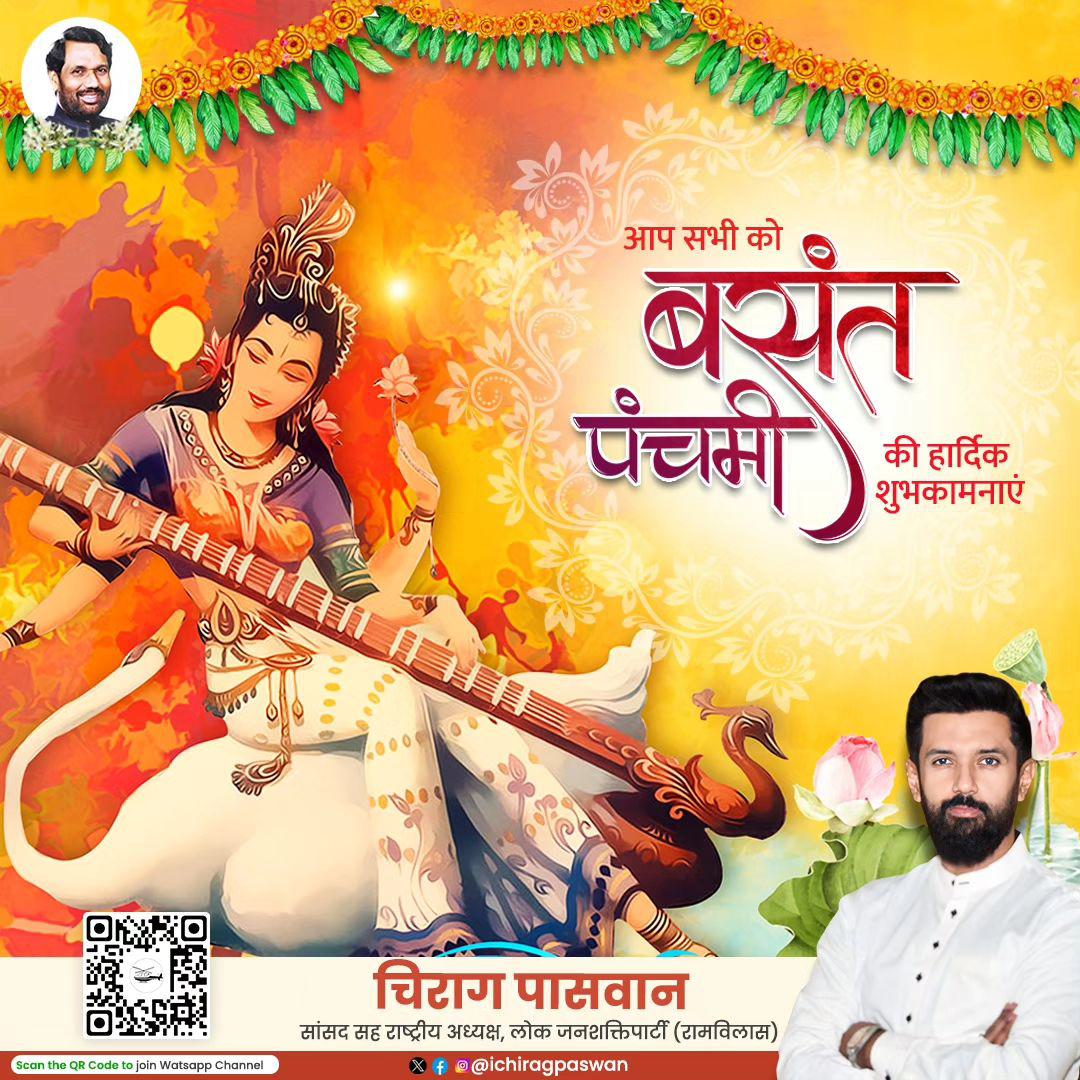 आप सभी को
बसंत
पंचमी
की हार्दिक
शुभकामनाएं
चिराग पासवान
सांसद सह राष्ट्रीय अध्यक्ष, लोक जनशक्तिपार्टी (रामविलास)
Scan the QR Code to join Watsapp Channel
@ichiragpaswan